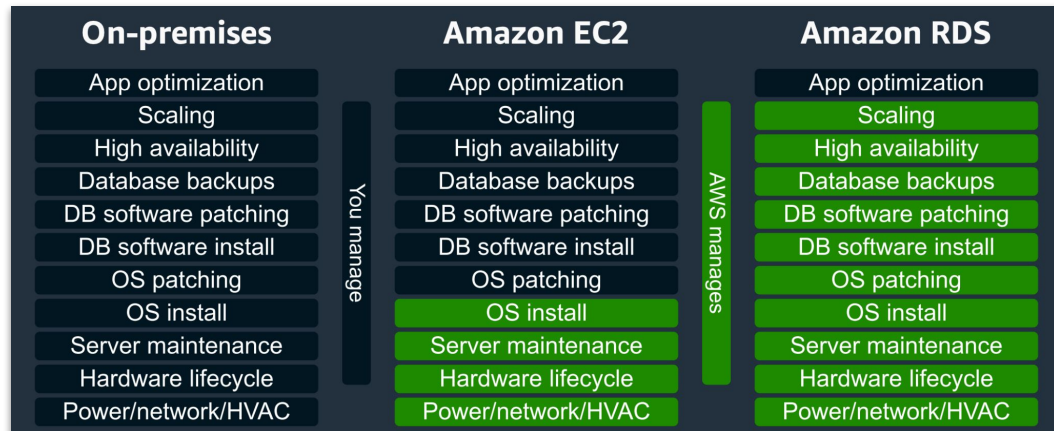 On-premises
App optimization
Scaling
High availability
Database backups
DB software patching
DB software install
OS patching
OS install
Server maintenance
Hardware lifecycle
Power/network/HVAC
You manage
Amazon EC2
App optimization
Scaling
High availability
Database backups
DB software patching
DB software install
OS patching
OS install
Server maintenance
Hardware lifecycle
Power/network/HVAC
AWS manages
Amazon RDS
App optimization
Scaling
High availability
Database backups
DB software patching
DB software install
OS patching
OS install
Server maintenance
Hardware lifecycle
Power/network/HVAC